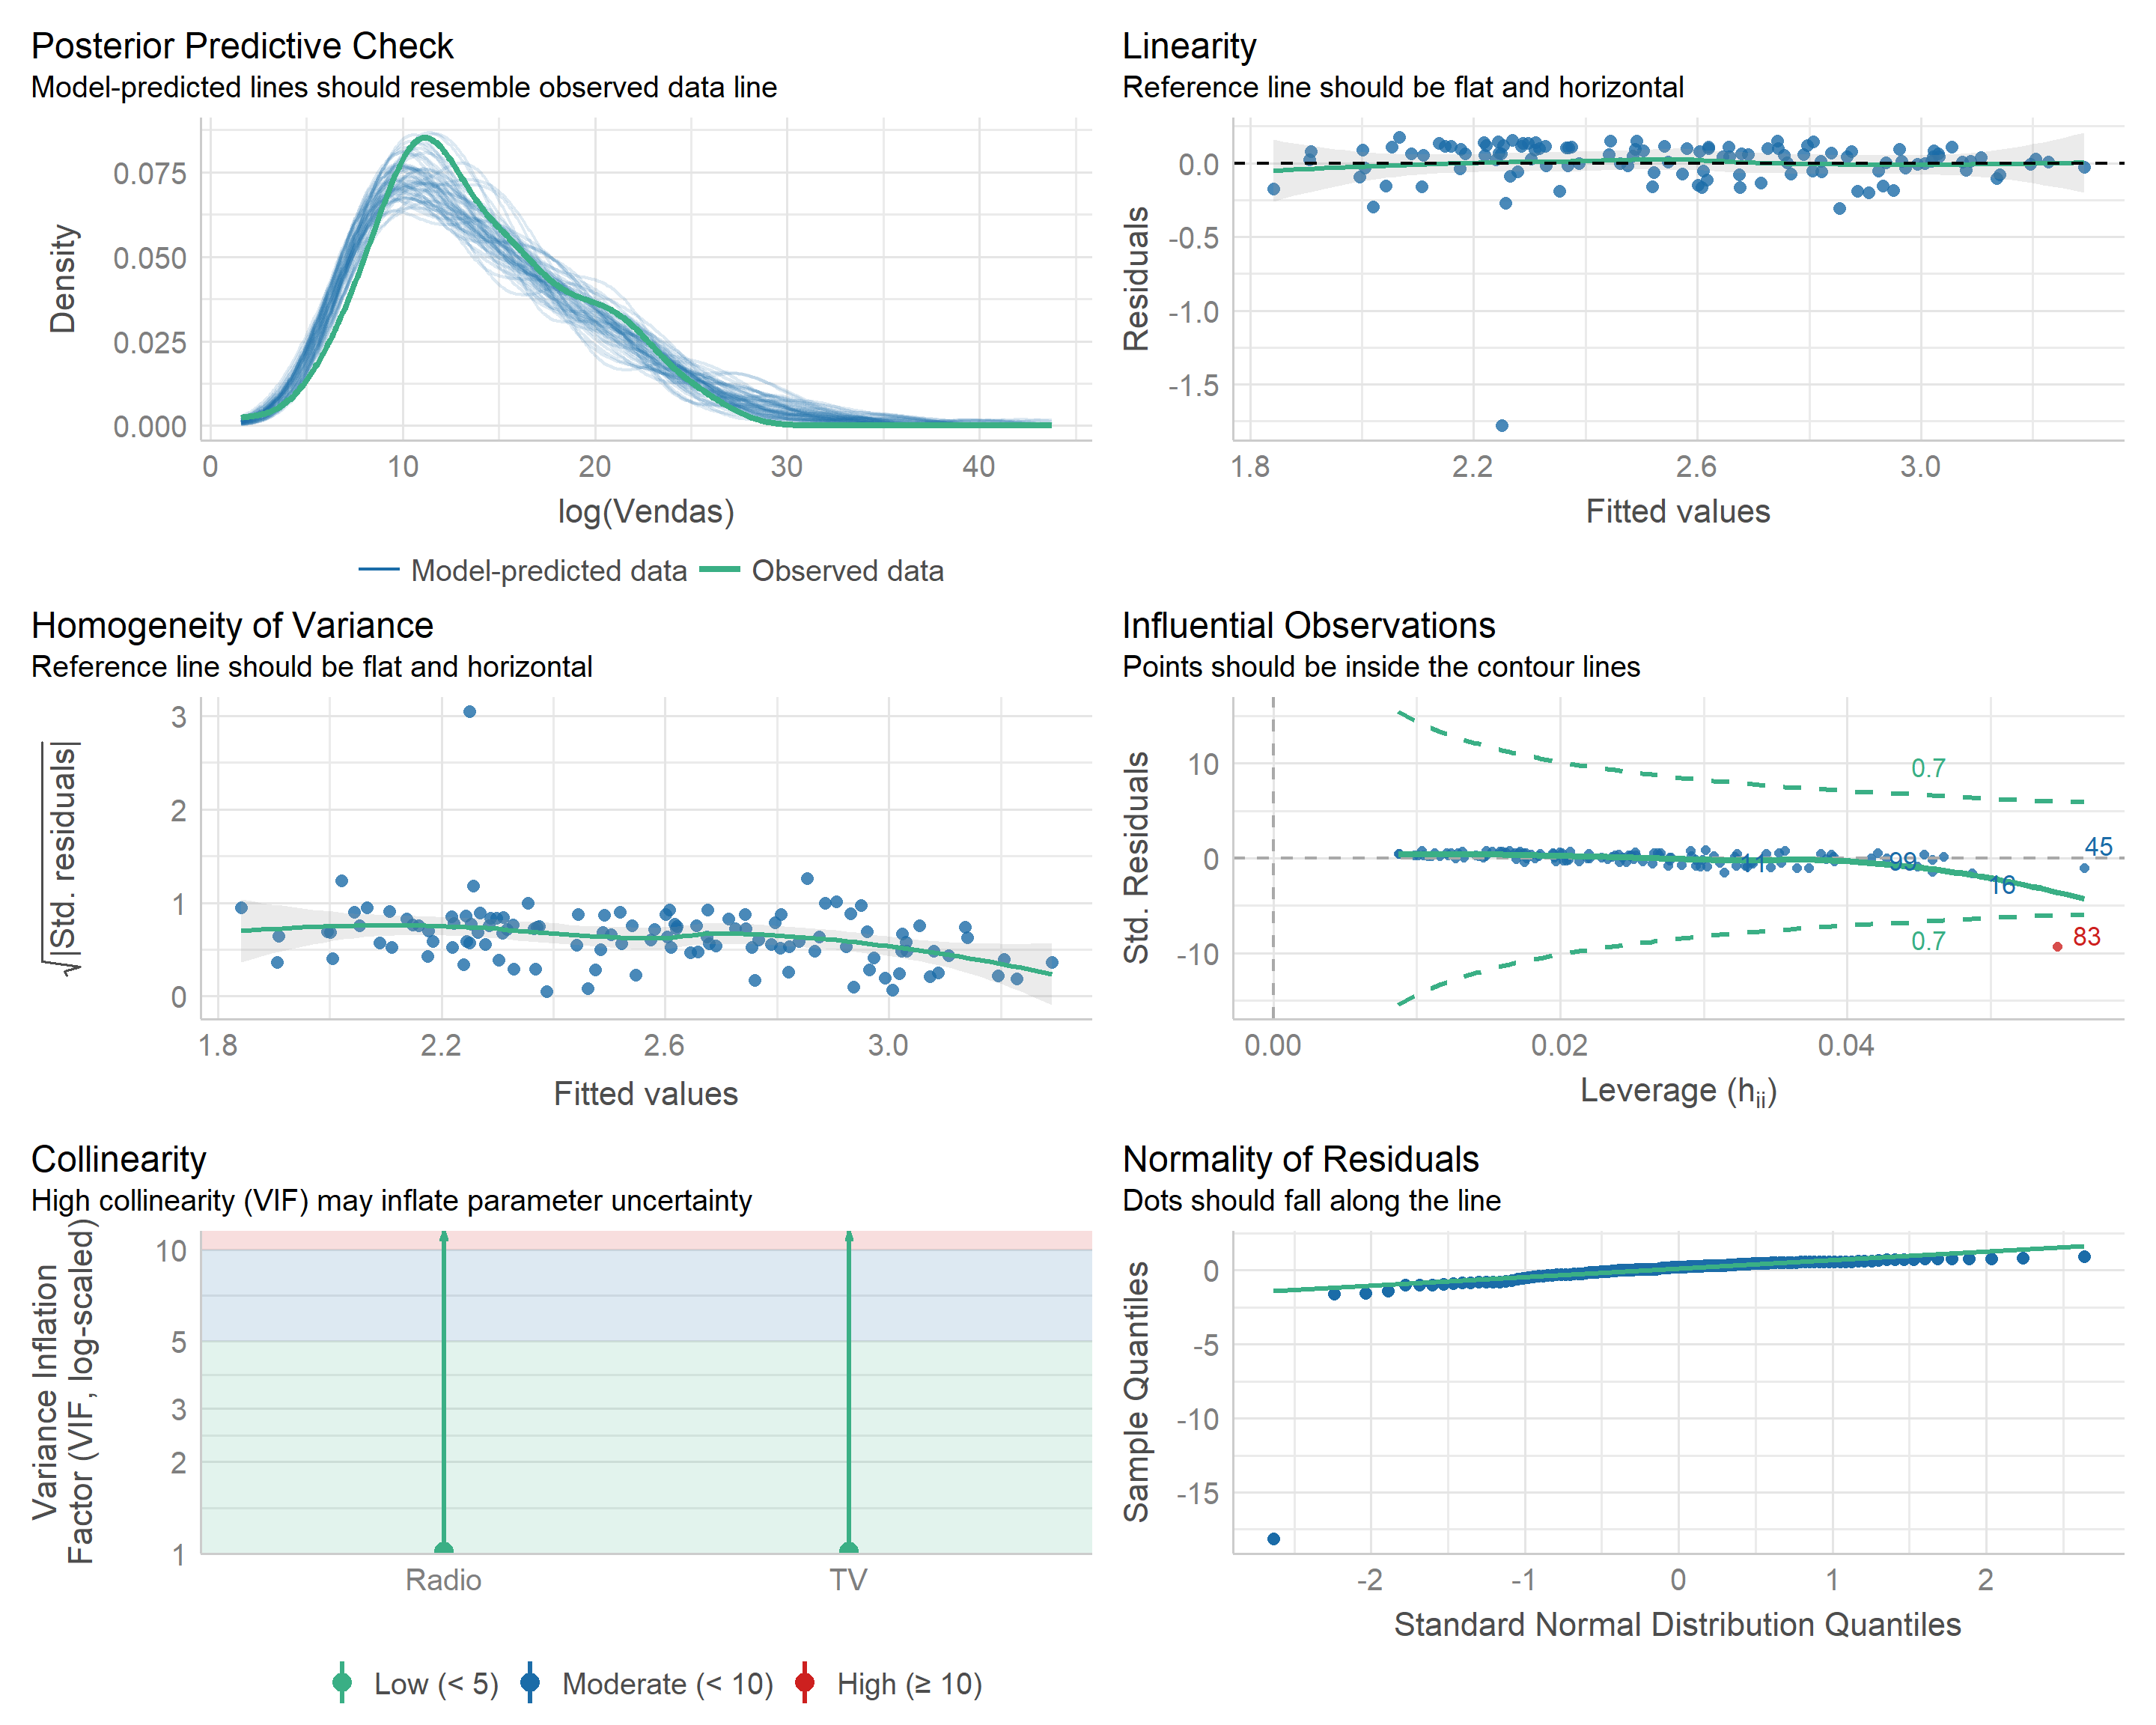 Posterior Predictive Check
Model-predicted lines should resemble observed data line
Density
0.075
0.050
0.025
0.000
0 10 20 30 40
log(Vendas)
Model-predicted data Observed data
Linearity
Reference line should be flat and horizontal
Residuals
0.0
-0.5
-1.0
-1.5
1.8 2.2 2.6 3.0
Fitted values
Homogeneity of Variance
Reference line should be flat and horizontal
√|Std. residuals|
3
2
1
0
1.8 2.2 2.6 3.0
Fitted values
Influential Observations
Points should be inside the contour lines
Std. Residuals
10
0
-10
0.7
45
11
99
16
83
0.7
0.00 0.02 0.04
Leverage (hii)
Collinearity
High collinearity (VIF) may inflate parameter uncertainty
Variance Inflation
Factor (VIF, log-scaled)
10
5
3
2
1
Radio TV
Low (< 5) Moderate (< 10) High (≥ 10)
Normality of Residuals
Dots should fall along the line
Sample Quantiles
0
-5
-10
-15
-2 -1 0 1 2
Standard Normal Distribution Quantiles